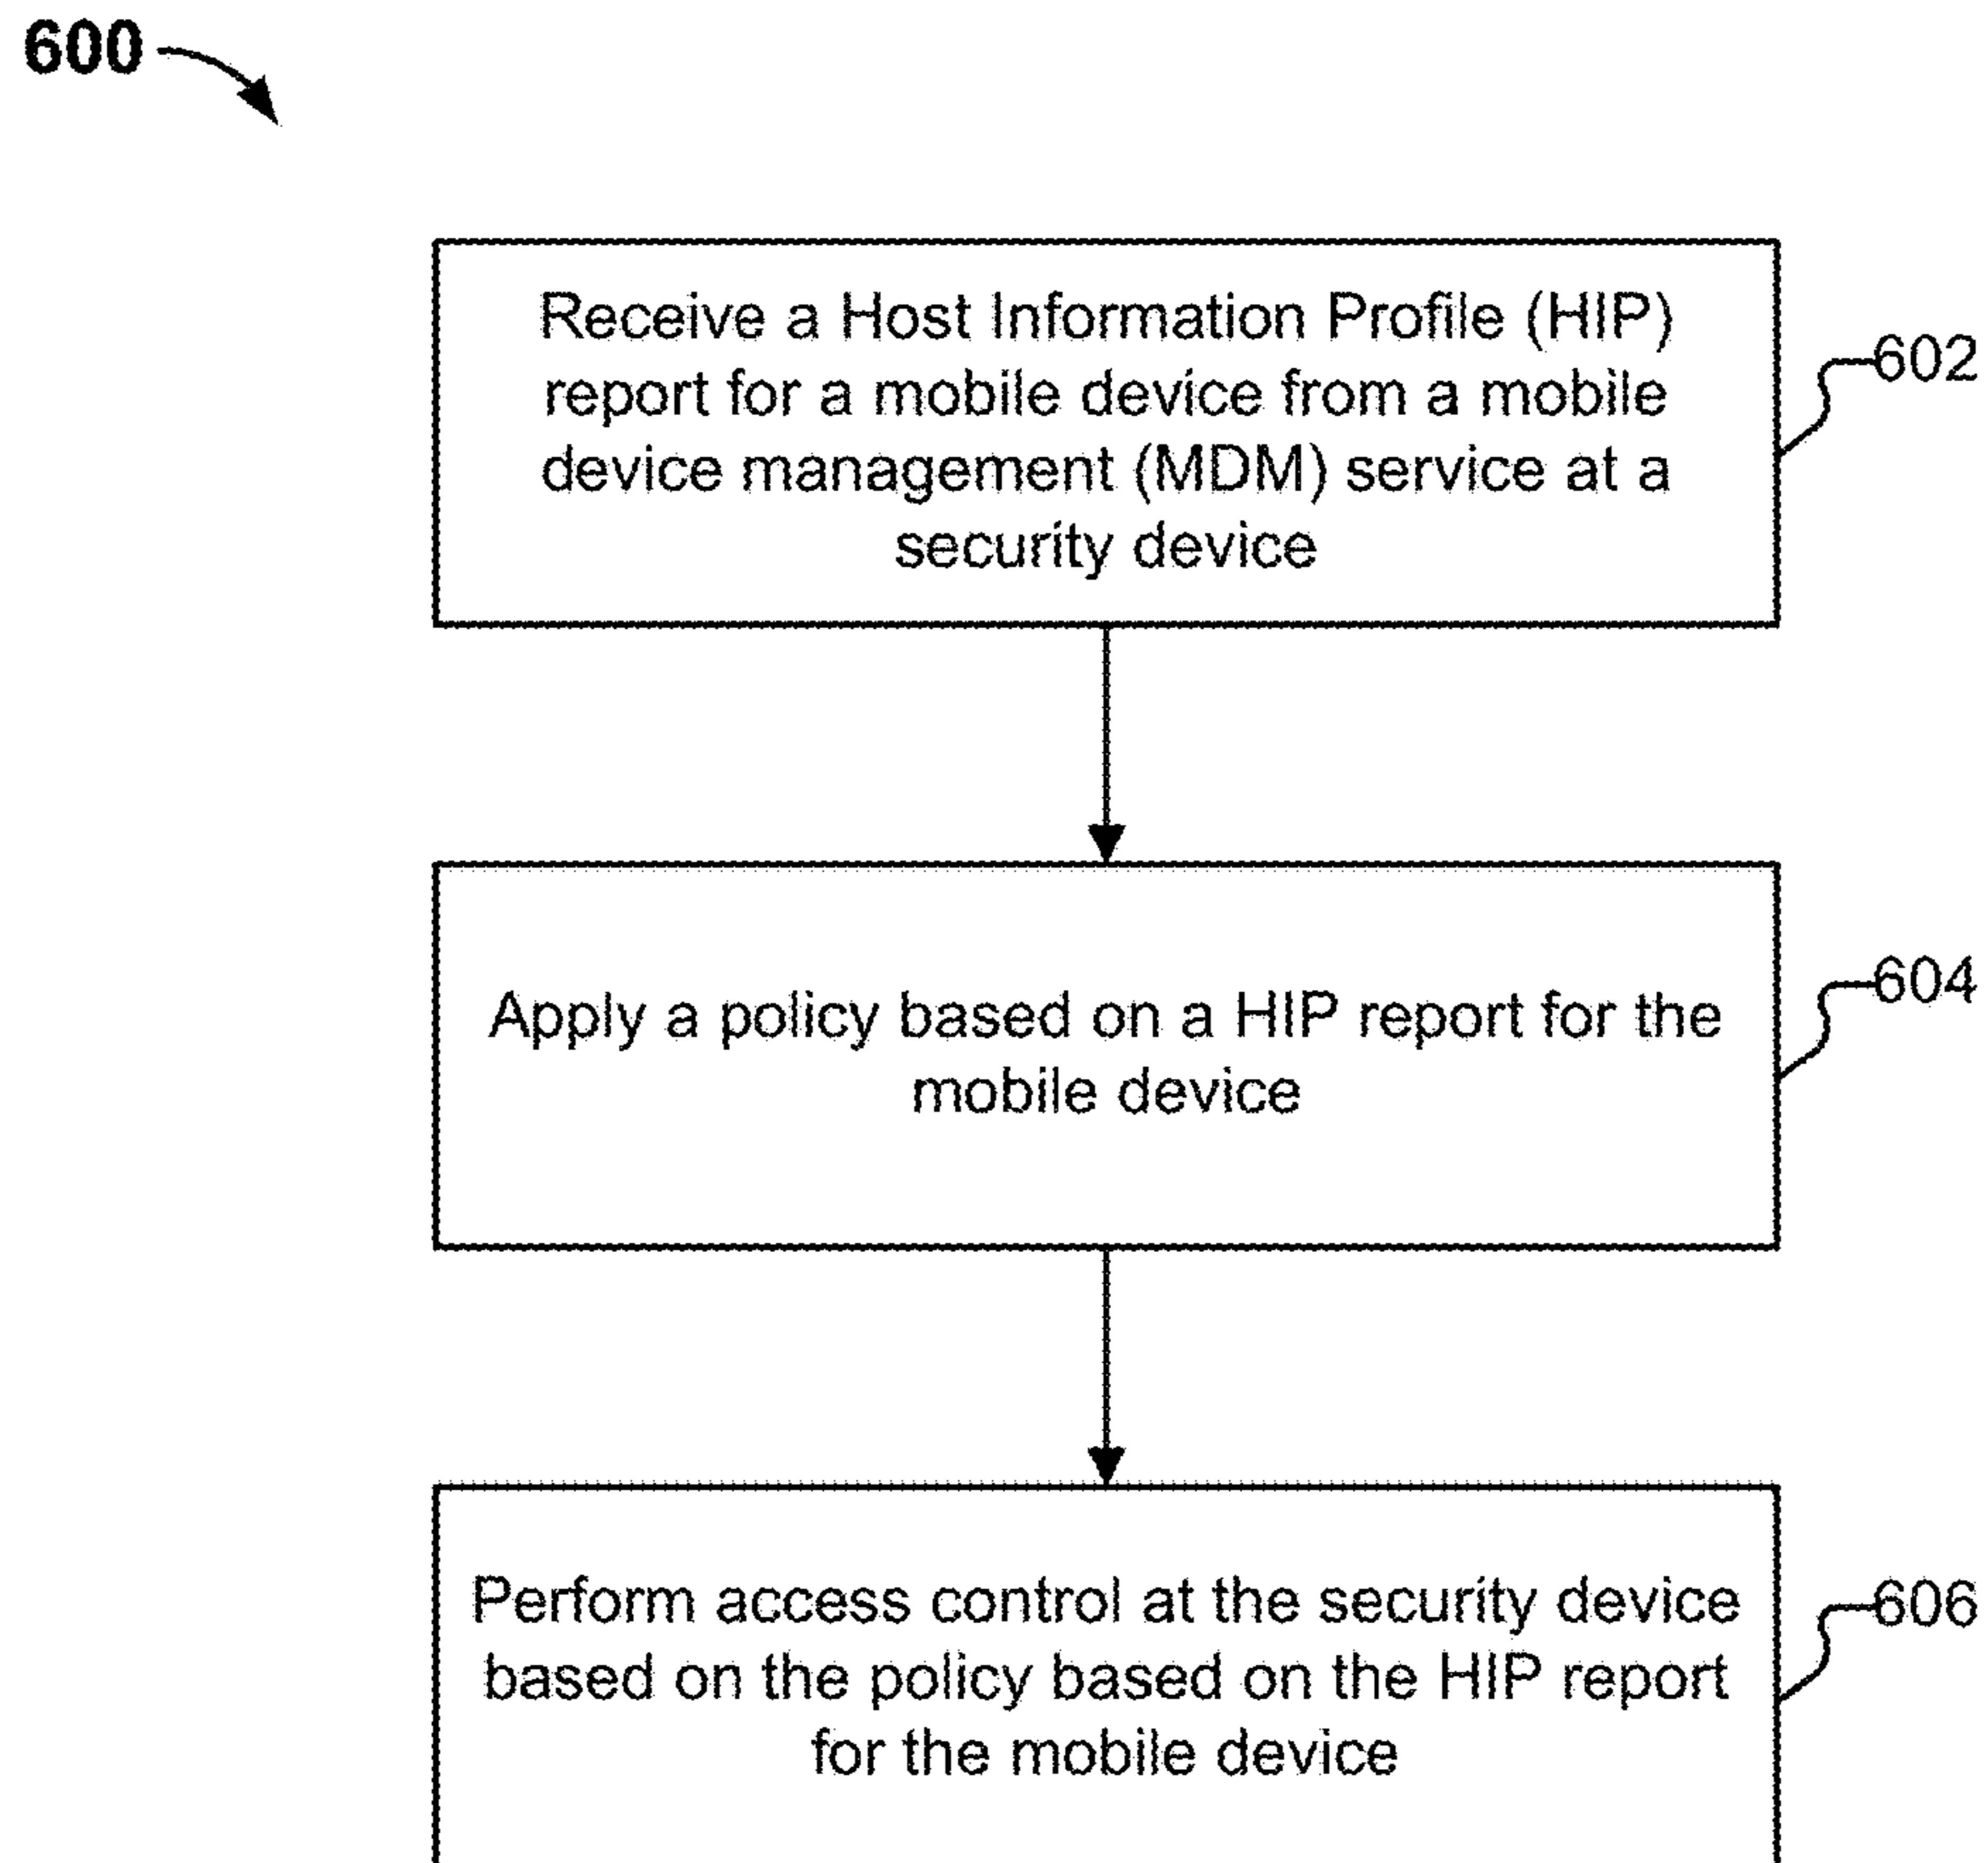 600
Receive a Host Information Profile (HIP)
report for a mobile device from a mobile
device management (MDM) service at a
security device
602
Apply a policy based on a HIP report for the
mobile device
604
Perform access control at the security device
based on the policy based on the HIP report
for the mobile device
606